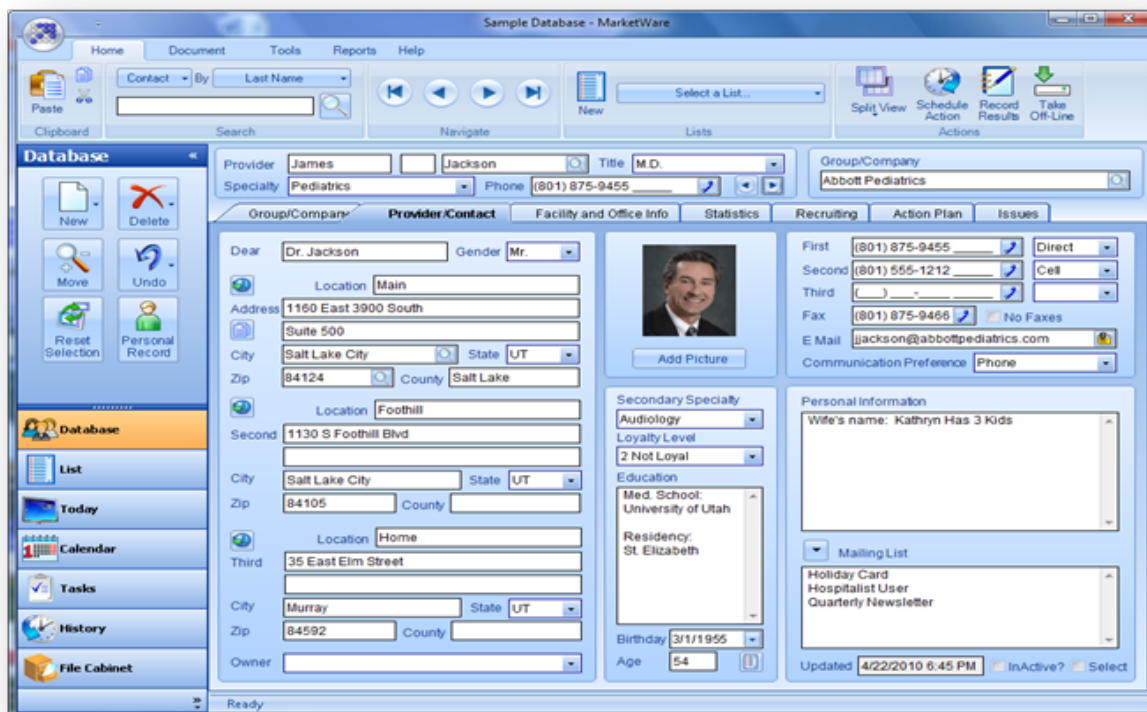 Sample Database - MarketWare
Home Document Tools Reports Help
Paste
Clipboard
Contact By Last Name
Search
Navigate
New
Select a List...
Lists
Split View
Schedule Action
Record Results
Take Off-Line
Actions
Database «
New
Delete
Move
Undo
Reset Selection
Personal Record
Database
List
Today
Calendar
Tasks
History
File Cabinet
Provider James Jackson Title M.D.
Specialty Pediatrics Phone (801) 875-9455 _____
Group/Company
Abbott Pediatrics
Group/Company Provider/Contact Facility and Office Info Statistics Recruiting Action Plan Issues
Dear Dr. Jackson Gender Mr.
Location Main
Address 1160 East 3900 South
Suite 500
City Salt Lake City State UT
Zip 84124 County Salt Lake
Location Foothill
Second 1130 S Foothill Blvd
City Salt Lake City State UT
Zip 84105 County
Location Home
Third 35 East Elm Street
City Murray State UT
Zip 84592 County
Owner
Add Picture
Secondary Specialty
Audiology
Loyalty Level
2 Not Loyal
Education
Med. School:
University of Utah
Residency:
St. Elizabeth
Birthday 3/1/1955
Age 54
First (801) 875-9455 _____ Direct
Second (801) 555-1212 _____ Cell
Third (___) ___-____ _____
Fax (801) 875-9466 No Faxes
E Mail jjackson@abbottpediatrics.com
Communication Preference Phone
Personal Information
Wife's name: Kathryn Has 3 Kids
Mailing List
Holiday Card
Hospitalist User
Quarterly Newsletter
Updated 4/22/2010 6:45 PM InActive? Select
Ready